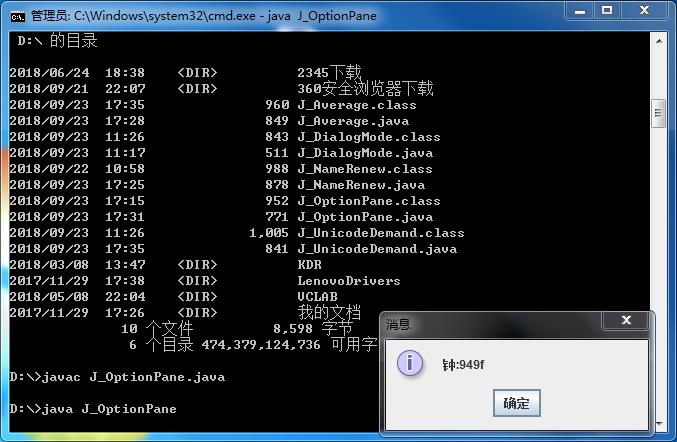 管理员: C:\Windows\system32\cmd.exe - java  J_OptionPane
D:\ 的目录
2018/06/24  18:38    <DIR>          2345下载
2018/09/21  22:07    <DIR>          360安全浏览器下载
2018/09/23  17:35               960 J_Average.class
2018/09/23  17:28               849 J_Average.java
2018/09/23  11:26               843 J_DialogMode.class
2018/09/23  11:17               511 J_DialogMode.java
2018/09/22  10:58               988 J_NameRenew.class
2018/09/23  17:25               878 J_NameRenew.java
2018/09/23  17:15               952 J_OptionPane.class
2018/09/23  17:31               771 J_OptionPane.java
2018/09/23  11:26             1,005 J_UnicodeDemand.class
2018/09/23  17:35               841 J_UnicodeDemand.java
2018/03/08  13:47    <DIR>          KDR
2017/11/29  17:38    <DIR>          LenovoDrivers
2018/05/08  22:04    <DIR>          VCLAB
2017/11/29  17:26    <DIR>          我的文档
10 个文件          8,598 字节
6 个目录 474,379,124,736 可用字
D:\>javac J_OptionPane.java
D:\>java J_OptionPane
消息
钟:949f
确定